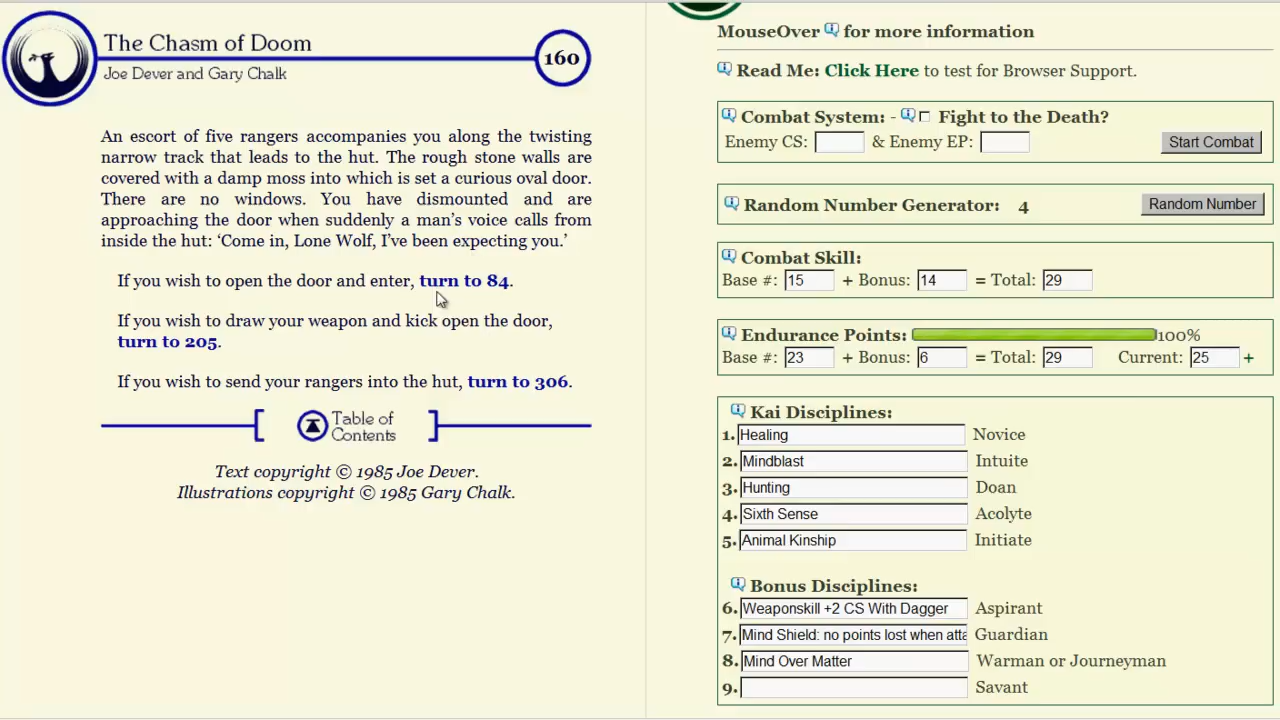 The Chasm of Doom
Joe Dever and Gary Chalk
160
An escort of five rangers accompanies you along the twisting
narrow track that leads to the hut. The rough stone walls are
covered with a damp moss into which is set a curious oval door.
There are no windows. You have dismounted and are
approaching the door when suddenly a man’s voice calls from
inside the hut: ‘Come in, Lone Wolf, I’ve been expecting you.’
If you wish to open the door and enter, turn to 84.
If you wish to draw your weapon and kick open the door,
turn to 205.
If you wish to send your rangers into the hut, turn to 306.
Table of
Contents
Text copyright © 1985 Joe Dever.
Illustrations copyright © 1985 Gary Chalk.
MouseOver for more information
Read Me: Click Here to test for Browser Support.
Combat System: - Fight to the Death?
Enemy CS: & Enemy EP: Start Combat
Random Number Generator: 4 Random Number
Combat Skill:
Base #: 15 + Bonus: 14 = Total: 29
Endurance Points: 100%
Base #: 23 + Bonus: 6 = Total: 29 Current: 25 +
Kai Disciplines:
1. Healing Novice
2. Mindblast Intuite
3. Hunting Doan
4. Sixth Sense Acolyte
5. Animal Kinship Initiate
Bonus Disciplines:
6. Weaponskill +2 CS With Dagger Aspirant
7. Mind Shield: no points lost when atta Guardian
8. Mind Over Matter Warman or Journeyman
9. Savant